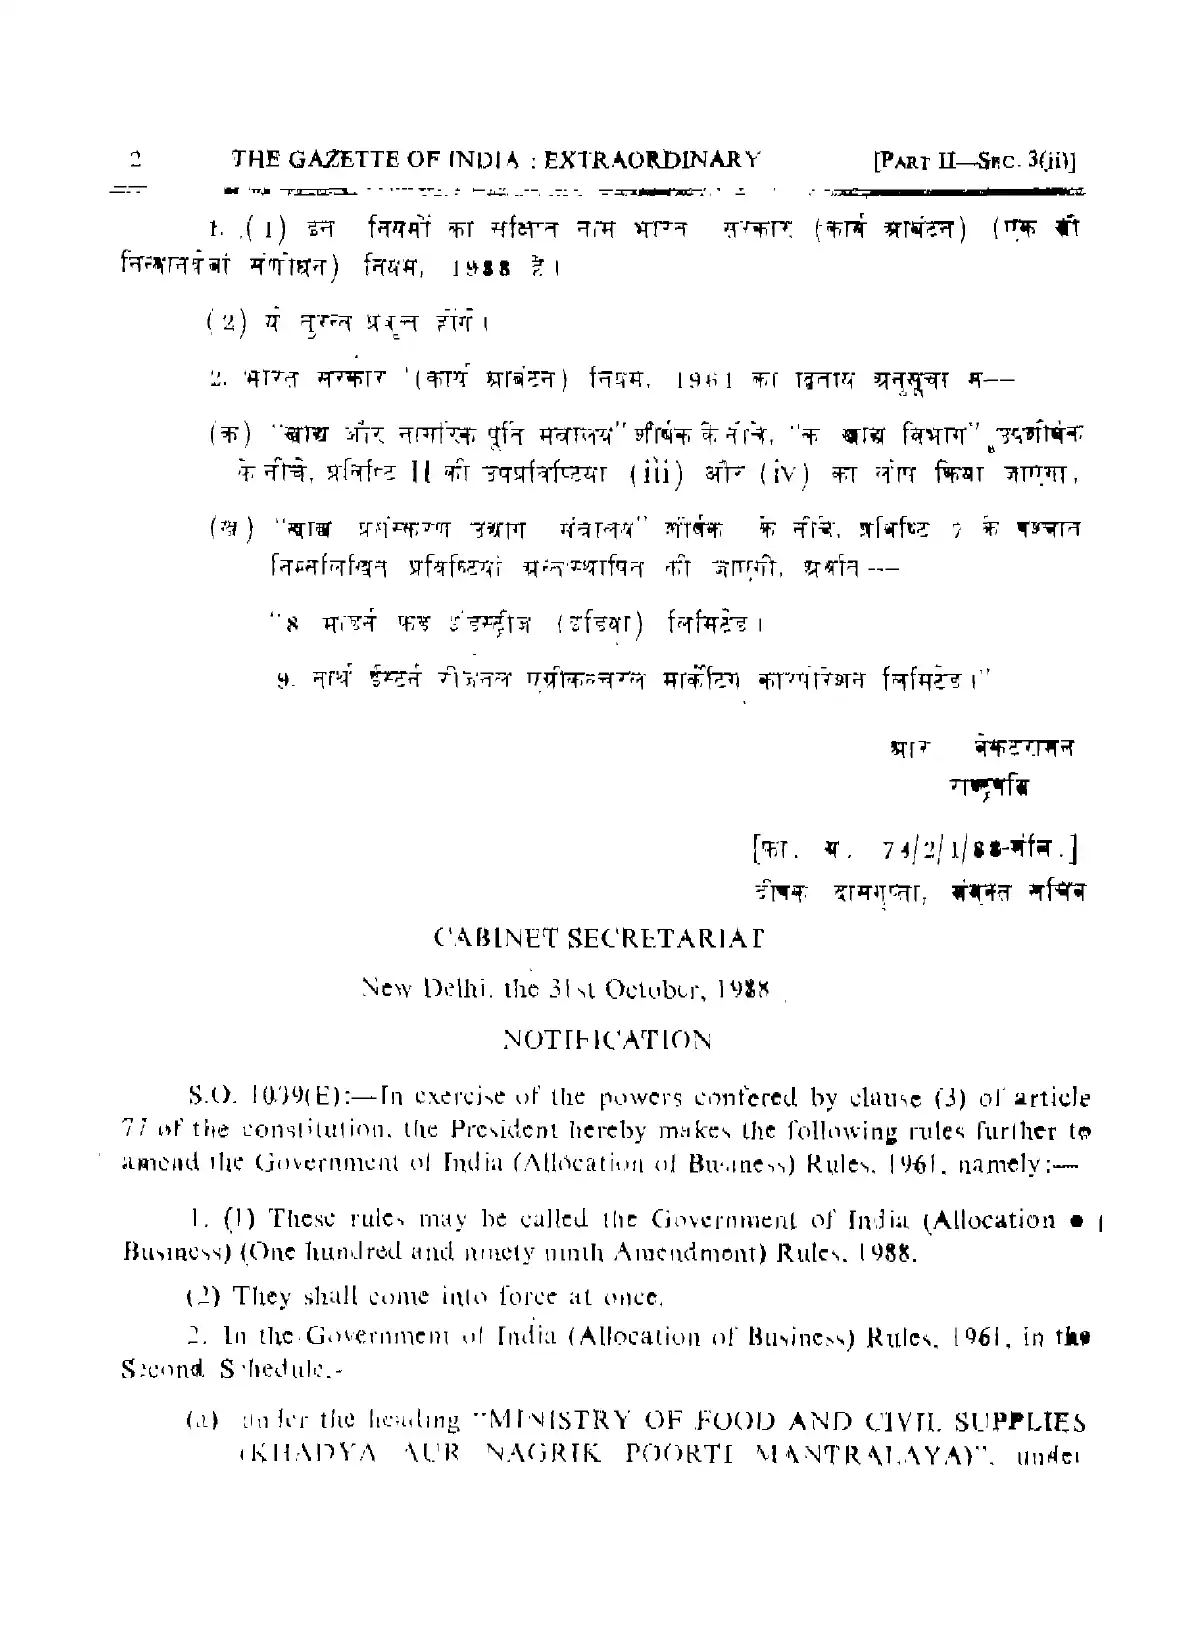 2 THE GAZETTE OF INDIA : EXTRAORDINARY [PART II—SEC. 3(ii)]
1. (1) इन नियमों का संक्षिप्त नाम भारत सरकार (कार्य आबंटन) (एक सौ
निन्यानवेवां संशोधन) नियम, 1988 है।
(2) ये तुरन्त प्रवृत्त होंगे।
2. भारत सरकार (कार्य आबंटन) नियम, 1961 की द्वितीय अनुसूची में--
(क) "खाद्य और नागरिक पूर्ति मंत्रालय" शीर्षक के नीचे, "क खाद्य विभाग" उपशीर्षक
के नीचे, प्रविष्टि II की उपप्रविष्टियां (iii) और (iv) का लोप किया जाएगा,
(ख) "खाद्य प्रसंस्करण उद्योग मंत्रालय" शीर्षक के नीचे, प्रविष्टि 7 के पश्चात
निम्नलिखित प्रविष्टियां अन्तःस्थापित की जाएंगी, अर्थात --
"8 माडर्न फूड इंडस्ट्रीज (इंडिया) लिमिटेड।
9. नार्थ ईस्टर्न रीजनल एग्रीकल्चरल मार्केटिंग कारपोरेशन लिमिटेड।"
आर वेंकटरामन
राष्ट्रपति
[फा. सं. 74/2/1/88-मंत्रि.]
दीपक दासगुप्ता, संयुक्त सचिव
CABINET SECRETARIAT
New Delhi, the 31st October, 1988
NOTIFICATION
S.O. (E):—In exercise of the powers confered by clause (3) of article
77 of the constitution, the President hereby makes the following rules further to
amend the Government of India (Allocation of Business) Rules, 1961, namely:—
1. (1) These rules may be called the Government of India (Allocation of
Business) (One hundred and ninety ninth Amendment) Rules, 1988.
(2) They shall come into force at once.
2. In the Government of India (Allocation of Business) Rules, 1961, in the
Second Schedule,-
(a) under the heading "MINISTRY OF FOOD AND CIVIL SUPPLIES
(KHADYA AUR NAGRIK POORTI MANTRALAYA)", under